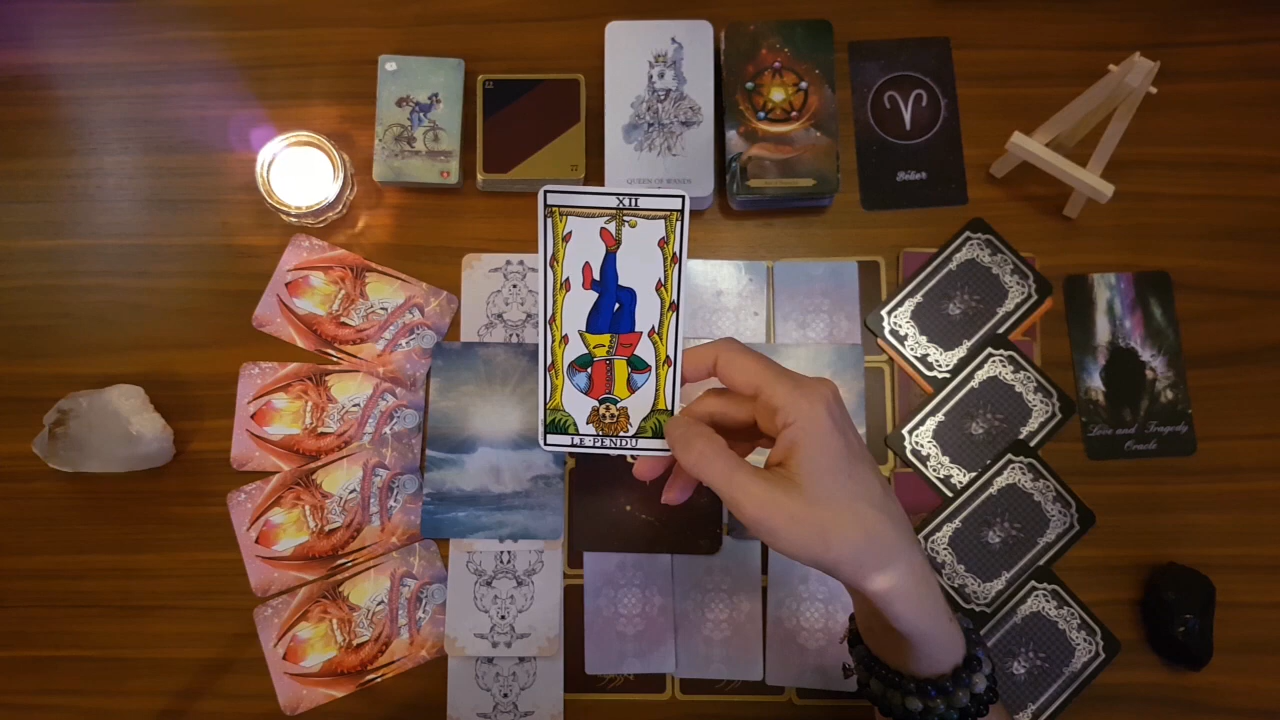 QUEEN OF WANDS
Bélier
XII
LE·PENDU
Love and Tragedy
Oracle